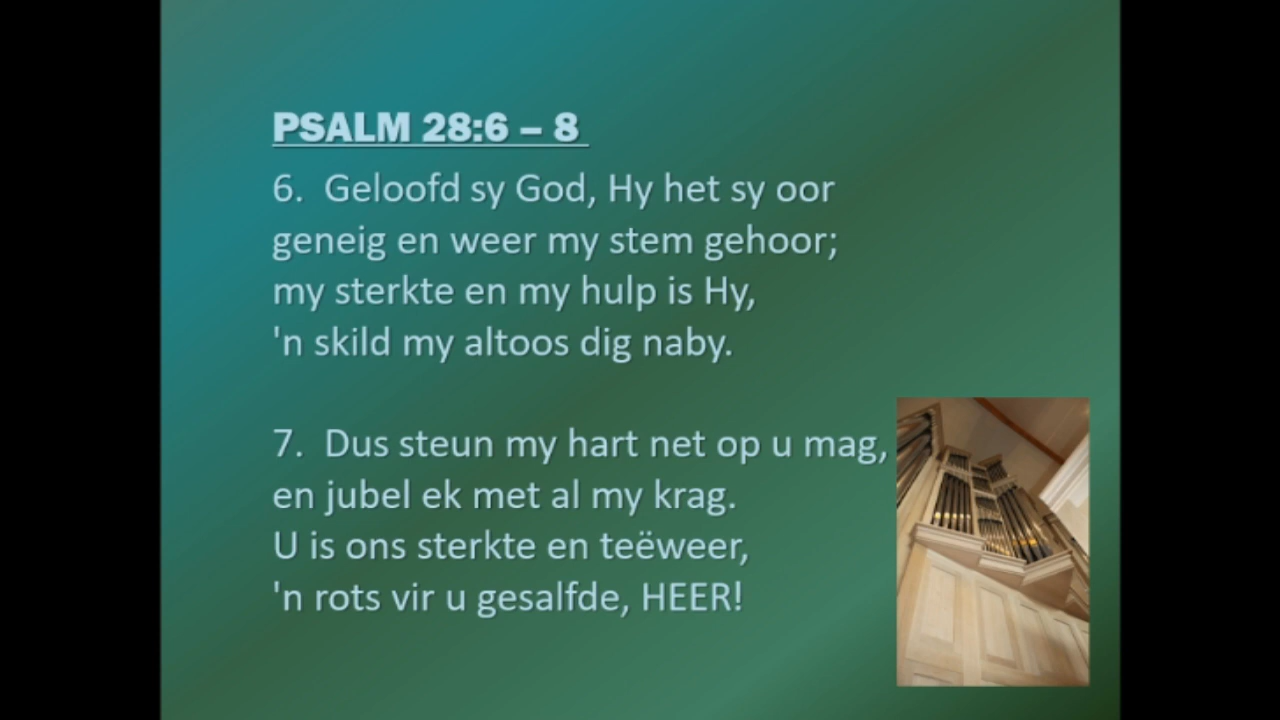 PSALM 28:6 – 8
6. Geloofd sy God, Hy het sy oor
geneig en weer my stem gehoor;
my sterkte en my hulp is Hy,
'n skild my altoos dig naby.
7. Dus steun my hart net op u mag,
en jubel ek met al my krag.
U is ons sterkte en teëweer,
'n rots vir u gesalfde, HEER!